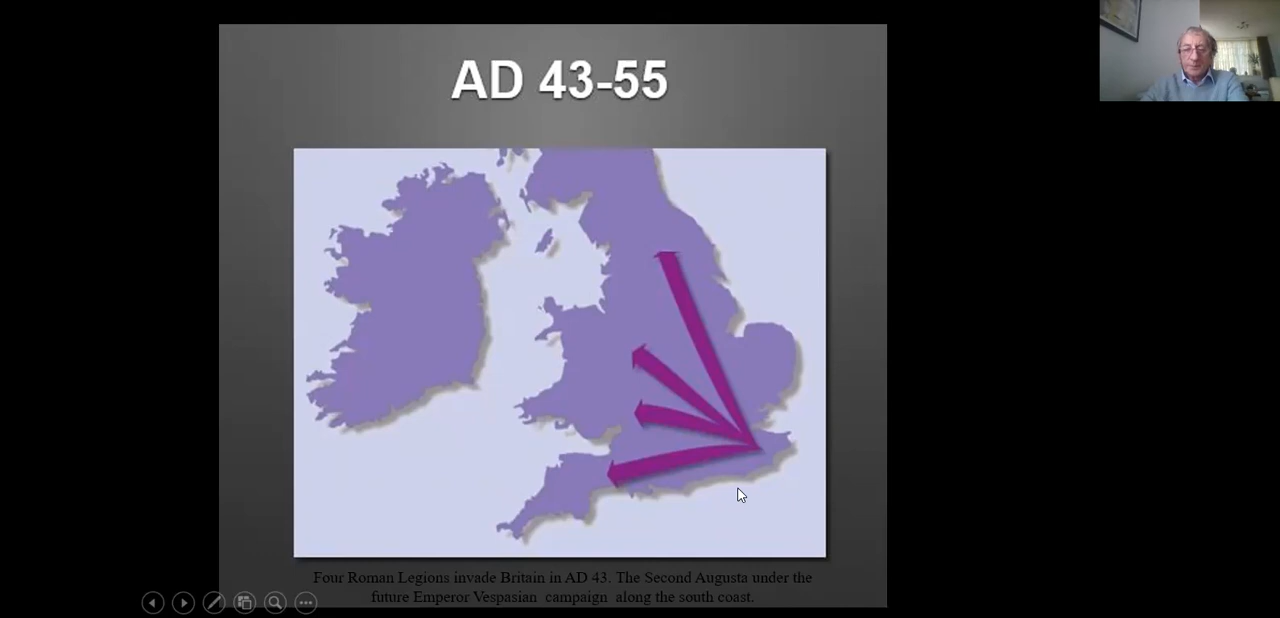 AD 43-55
Four Roman Legions invade Britain in AD 43. The Second Augusta under the
future Emperor Vespasian campaign along the south coast.